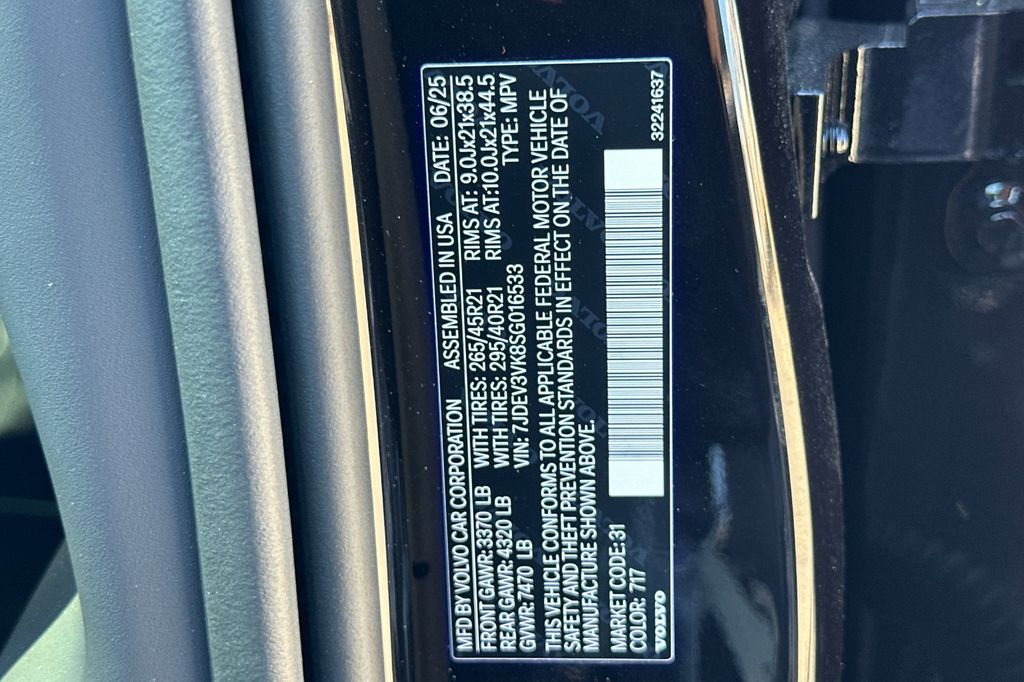 MFD BY VOLVO CAR CORPORATION ASSEMBLED IN USA DATE: 06/25
FRONT GAWR: 3370 LB WITH TIRES: 265/45R21 RIMS AT: 9.0Jx21x38.5
REAR GAWR: 4320 LB WITH TIRES: 295/40R21 RIMS AT:10.0Jx21x44.5
GVWR: 7470 LB VIN: 7JDEV3VK8SG016533 TYPE: MPV
THIS VEHICLE CONFORMS TO ALL APPLICABLE FEDERAL MOTOR VEHICLE
SAFETY AND THEFT PREVENTION STANDARDS IN EFFECT ON THE DATE OF
MANUFACTURE SHOWN ABOVE.
MARKET CODE: 31
COLOR: 717
VOLVO
32241637